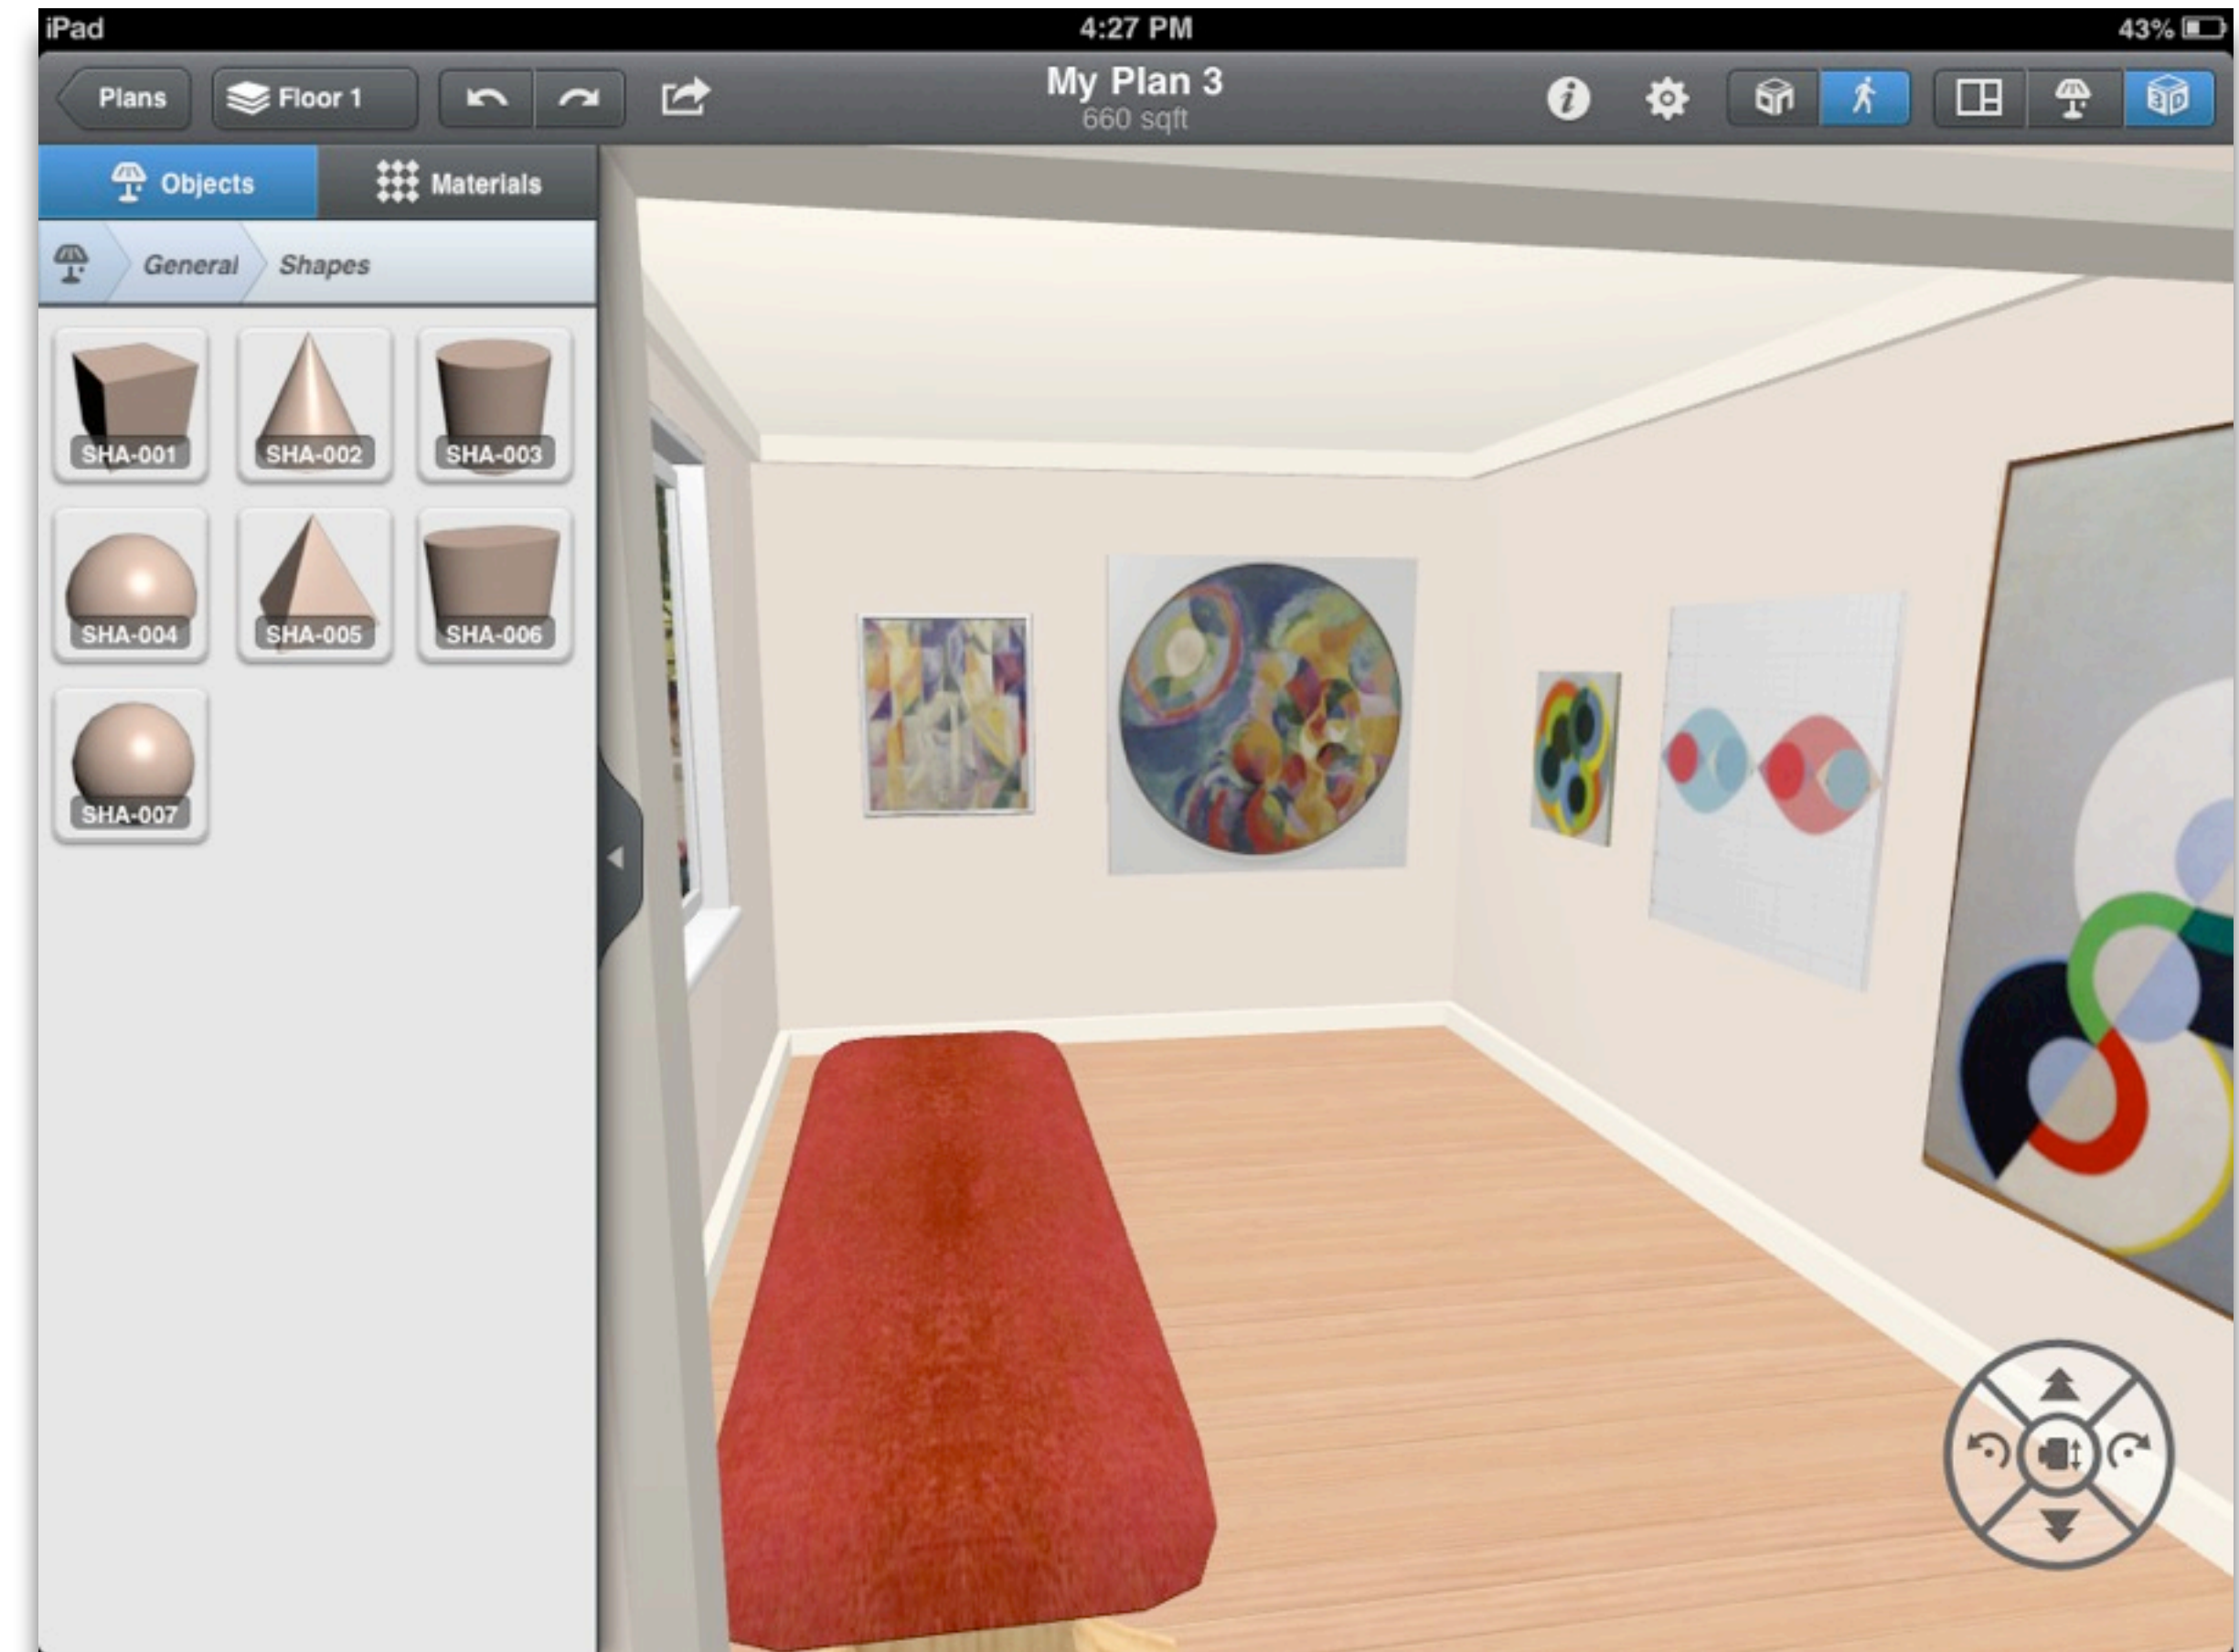 iPad
4:27 PM
43%
Plans
Floor 1
My Plan 3
660 sqft
3D
Objects
Materials
General
Shapes
SHA-001
SHA-002
SHA-003
SHA-004
SHA-005
SHA-006
SHA-007